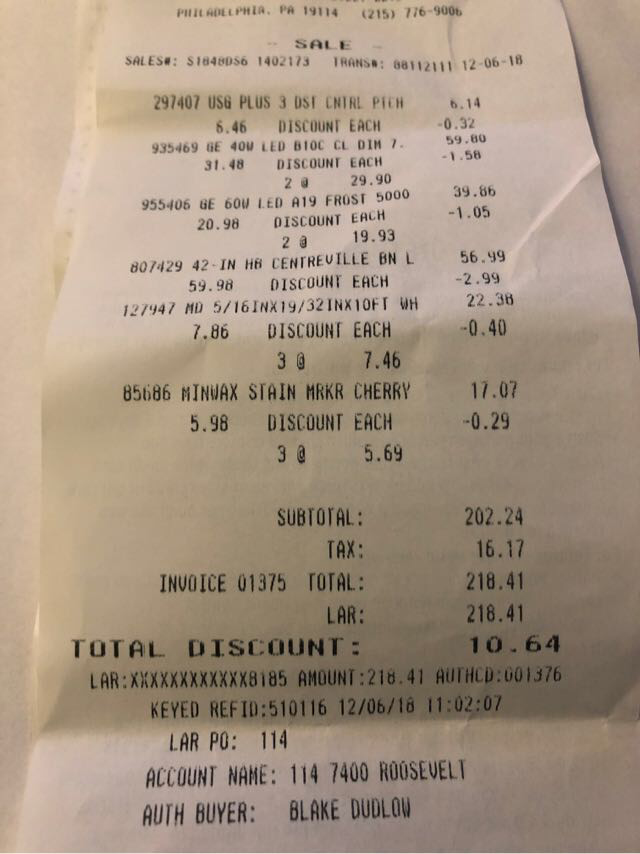 PHILADELPHIA, PA 19114 (215) 776-9006
-- SALE --
SALES#: S1848DS6 1402173 TRANS#: 88112111 12-06-18
297407 USG PLUS 3 DST CNTRL PTCH 6.14
6.46 DISCOUNT EACH -0.32
935469 GE 40W LED B10C CL DIM 7- 59.80
31.48 DISCOUNT EACH -1.58
2 @ 29.90
955406 GE 60W LED A19 FROST 5000 39.86
20.98 DISCOUNT EACH -1.05
2 @ 19.93
807429 42-IN HB CENTREVILLE BN L 56.99
59.98 DISCOUNT EACH -2.99
127947 MD 5/16INX19/32INX10FT WH 22.38
7.86 DISCOUNT EACH -0.40
3 @ 7.46
85686 MINWAX STAIN MRKR CHERRY 17.07
5.98 DISCOUNT EACH -0.29
3 @ 5.69
SUBTOTAL: 202.24
TAX: 16.17
INVOICE 01375 TOTAL: 218.41
LAR: 218.41
TOTAL DISCOUNT: 10.64
LAR:XXXXXXXXXXXX8185 AMOUNT:218.41 AUTHCD:001376
KEYED REFID:510116 12/06/18 11:02:07
LAR PO: 114
ACCOUNT NAME: 114 7400 ROOSEVELT
AUTH BUYER: BLAKE DUDLOW